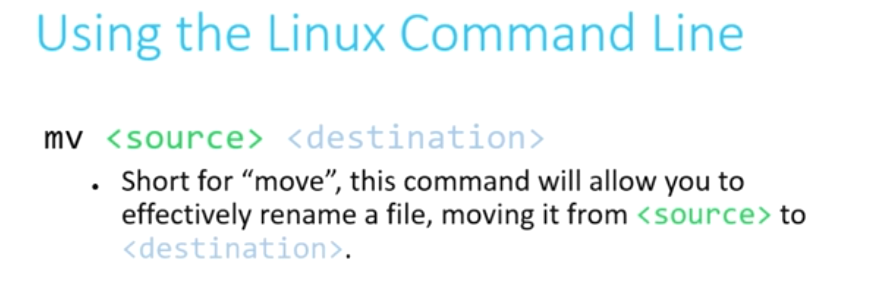 Using the Linux Command Line
mv <source> <destination>
• Short for “move”, this command will allow you to
effectively rename a file, moving it from <source> to
<destination>.